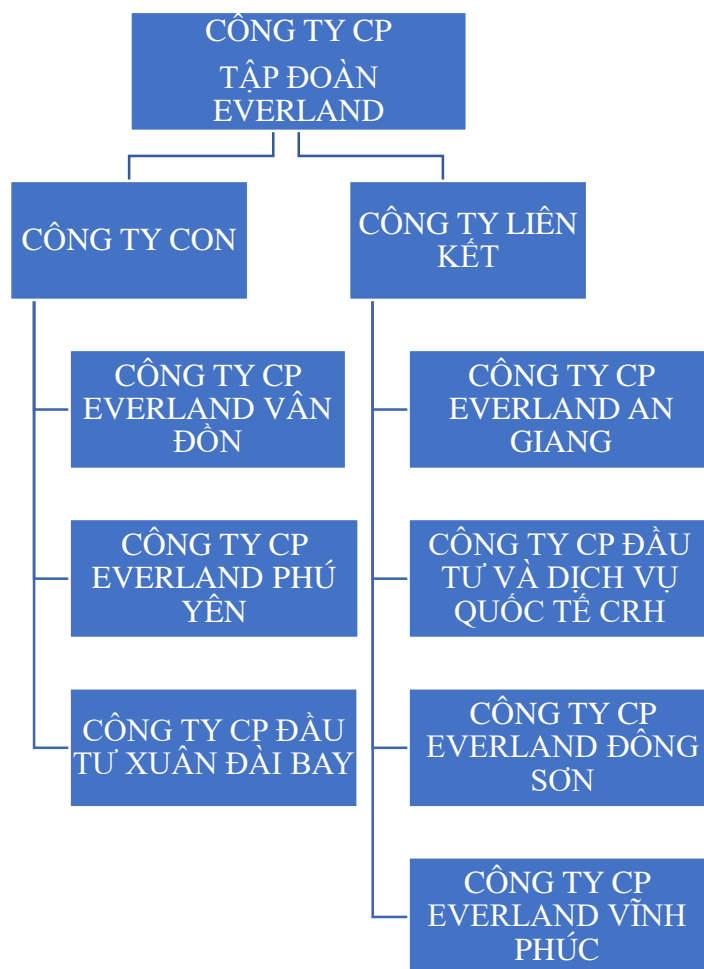 CÔNG TY CP
TẬP ĐOÀN
EVERLAND
CÔNG TY CON
CÔNG TY CP
EVERLAND VÂN
ĐỒN
CÔNG TY CP
EVERLAND PHÚ
YÊN
CÔNG TY CP ĐẦU
TƯ XUÂN ĐÀI BAY
CÔNG TY LIÊN
KẾT
CÔNG TY CP
EVERLAND AN
GIANG
CÔNG TY CP ĐẦU
TƯ VÀ DỊCH VỤ
QUỐC TẾ CRH
CÔNG TY CP
EVERLAND ĐÔNG
SƠN
CÔNG TY CP
EVERLAND VĨNH
PHÚC